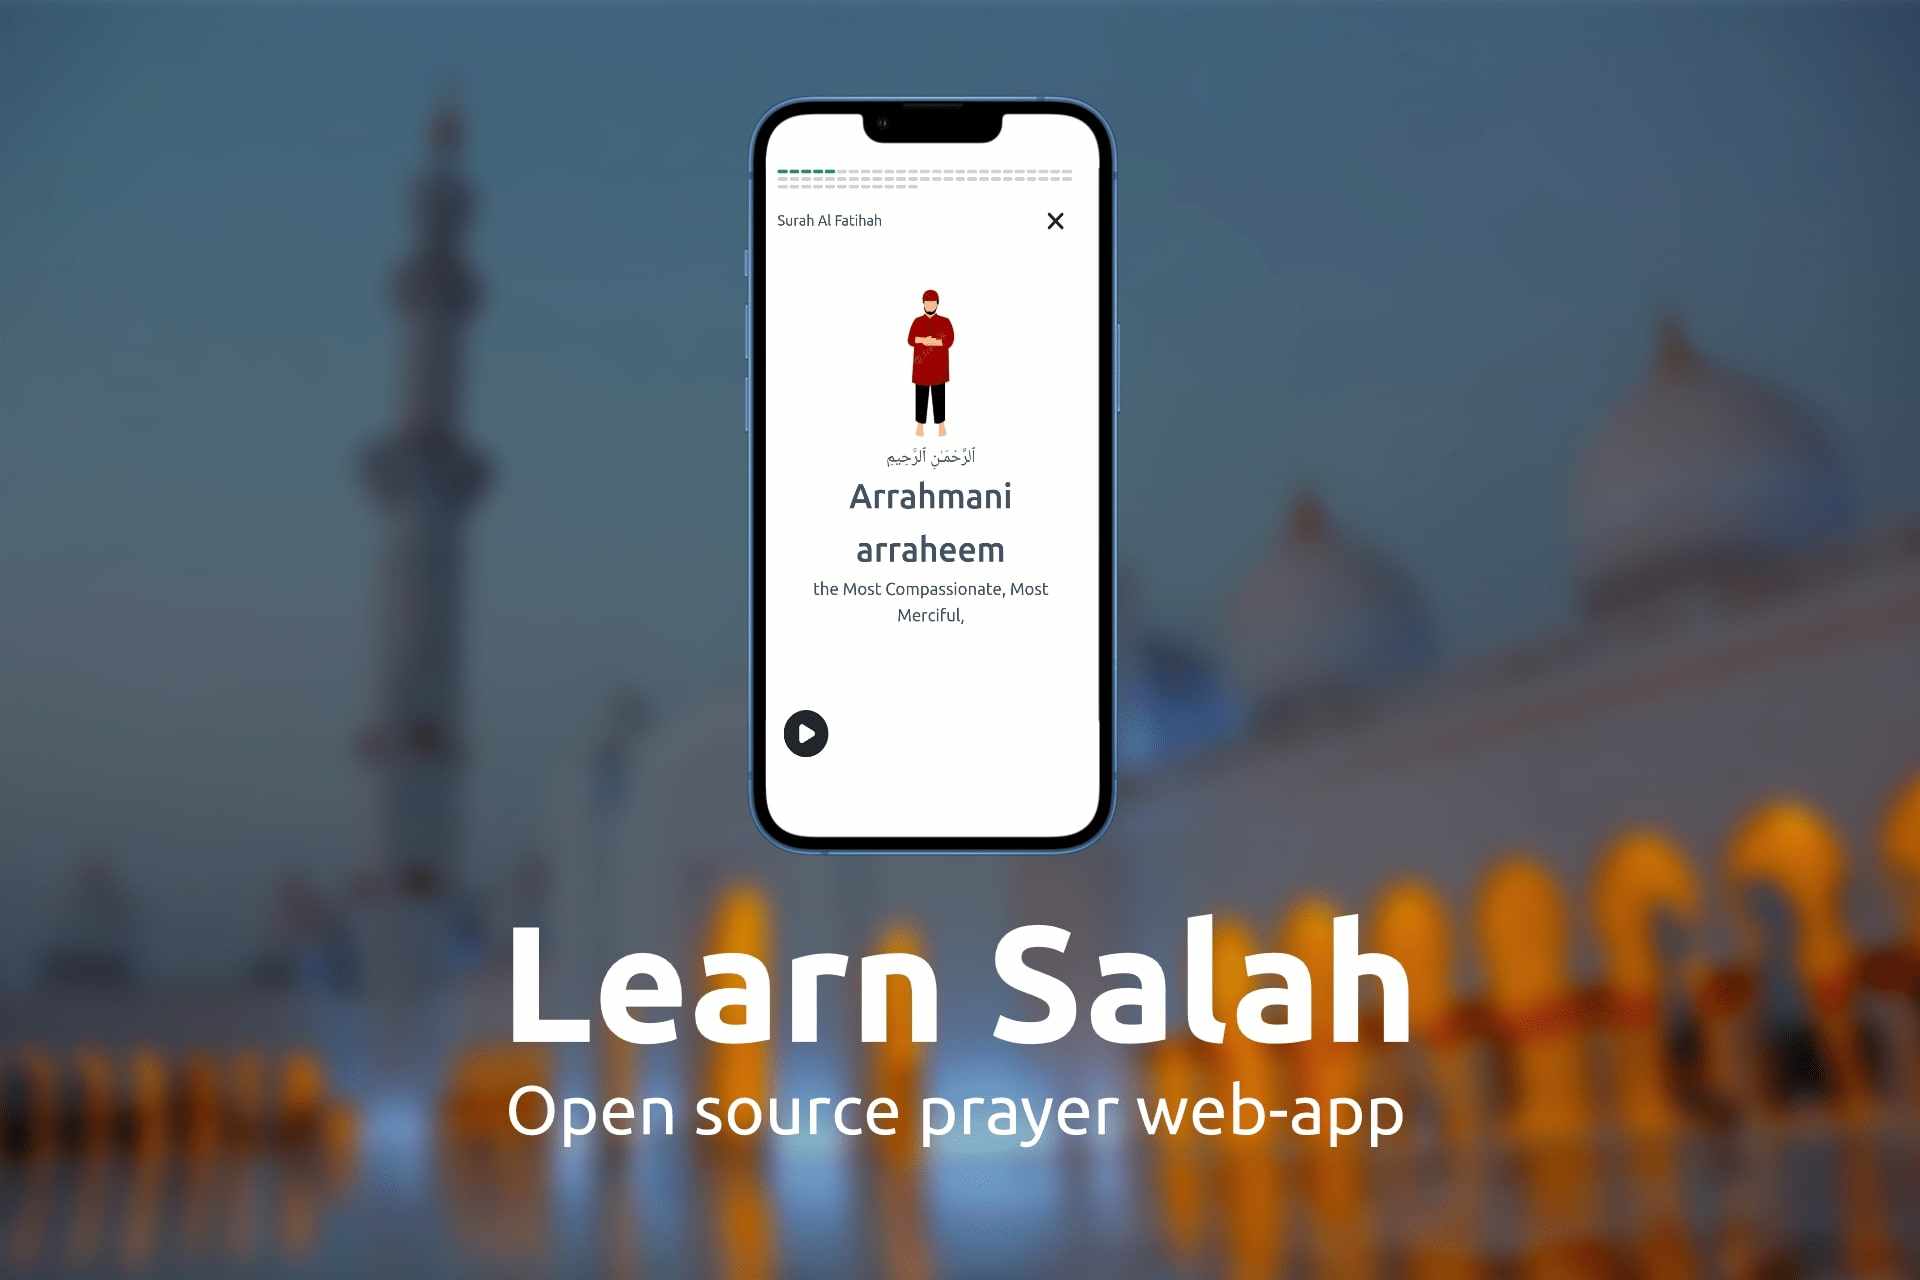 Surah Al Fatihah
ٱلرَّحْمَـٰنِ ٱلرَّحِيمِ
Arrahmani
arraheem
the Most Compassionate, Most
Merciful,
Learn Salah
Open source prayer web-app